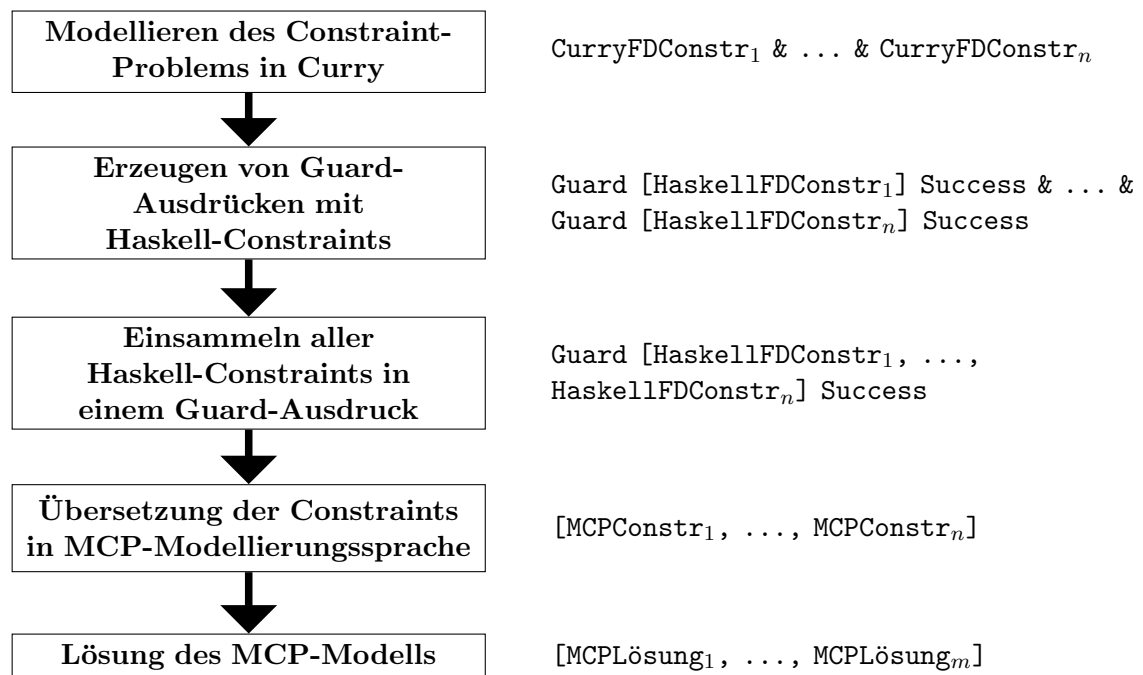 Modellieren des Constraint-
Problems in Curry
CurryFDConstr₁ & ... & CurryFDConstrₙ
Erzeugen von Guard-
Ausdrücken mit
Haskell-Constraints
Guard [HaskellFDConstr₁] Success & ... &
Guard [HaskellFDConstrₙ] Success
Einsammeln aller
Haskell-Constraints in
einem Guard-Ausdruck
Guard [HaskellFDConstr₁, ...,
HaskellFDConstrₙ] Success
Übersetzung der Constraints
in MCP-Modellierungssprache
[MCPConstr₁, ..., MCPConstrₙ]
Lösung des MCP-Modells
[MCPLösung₁, ..., MCPLösungₘ]